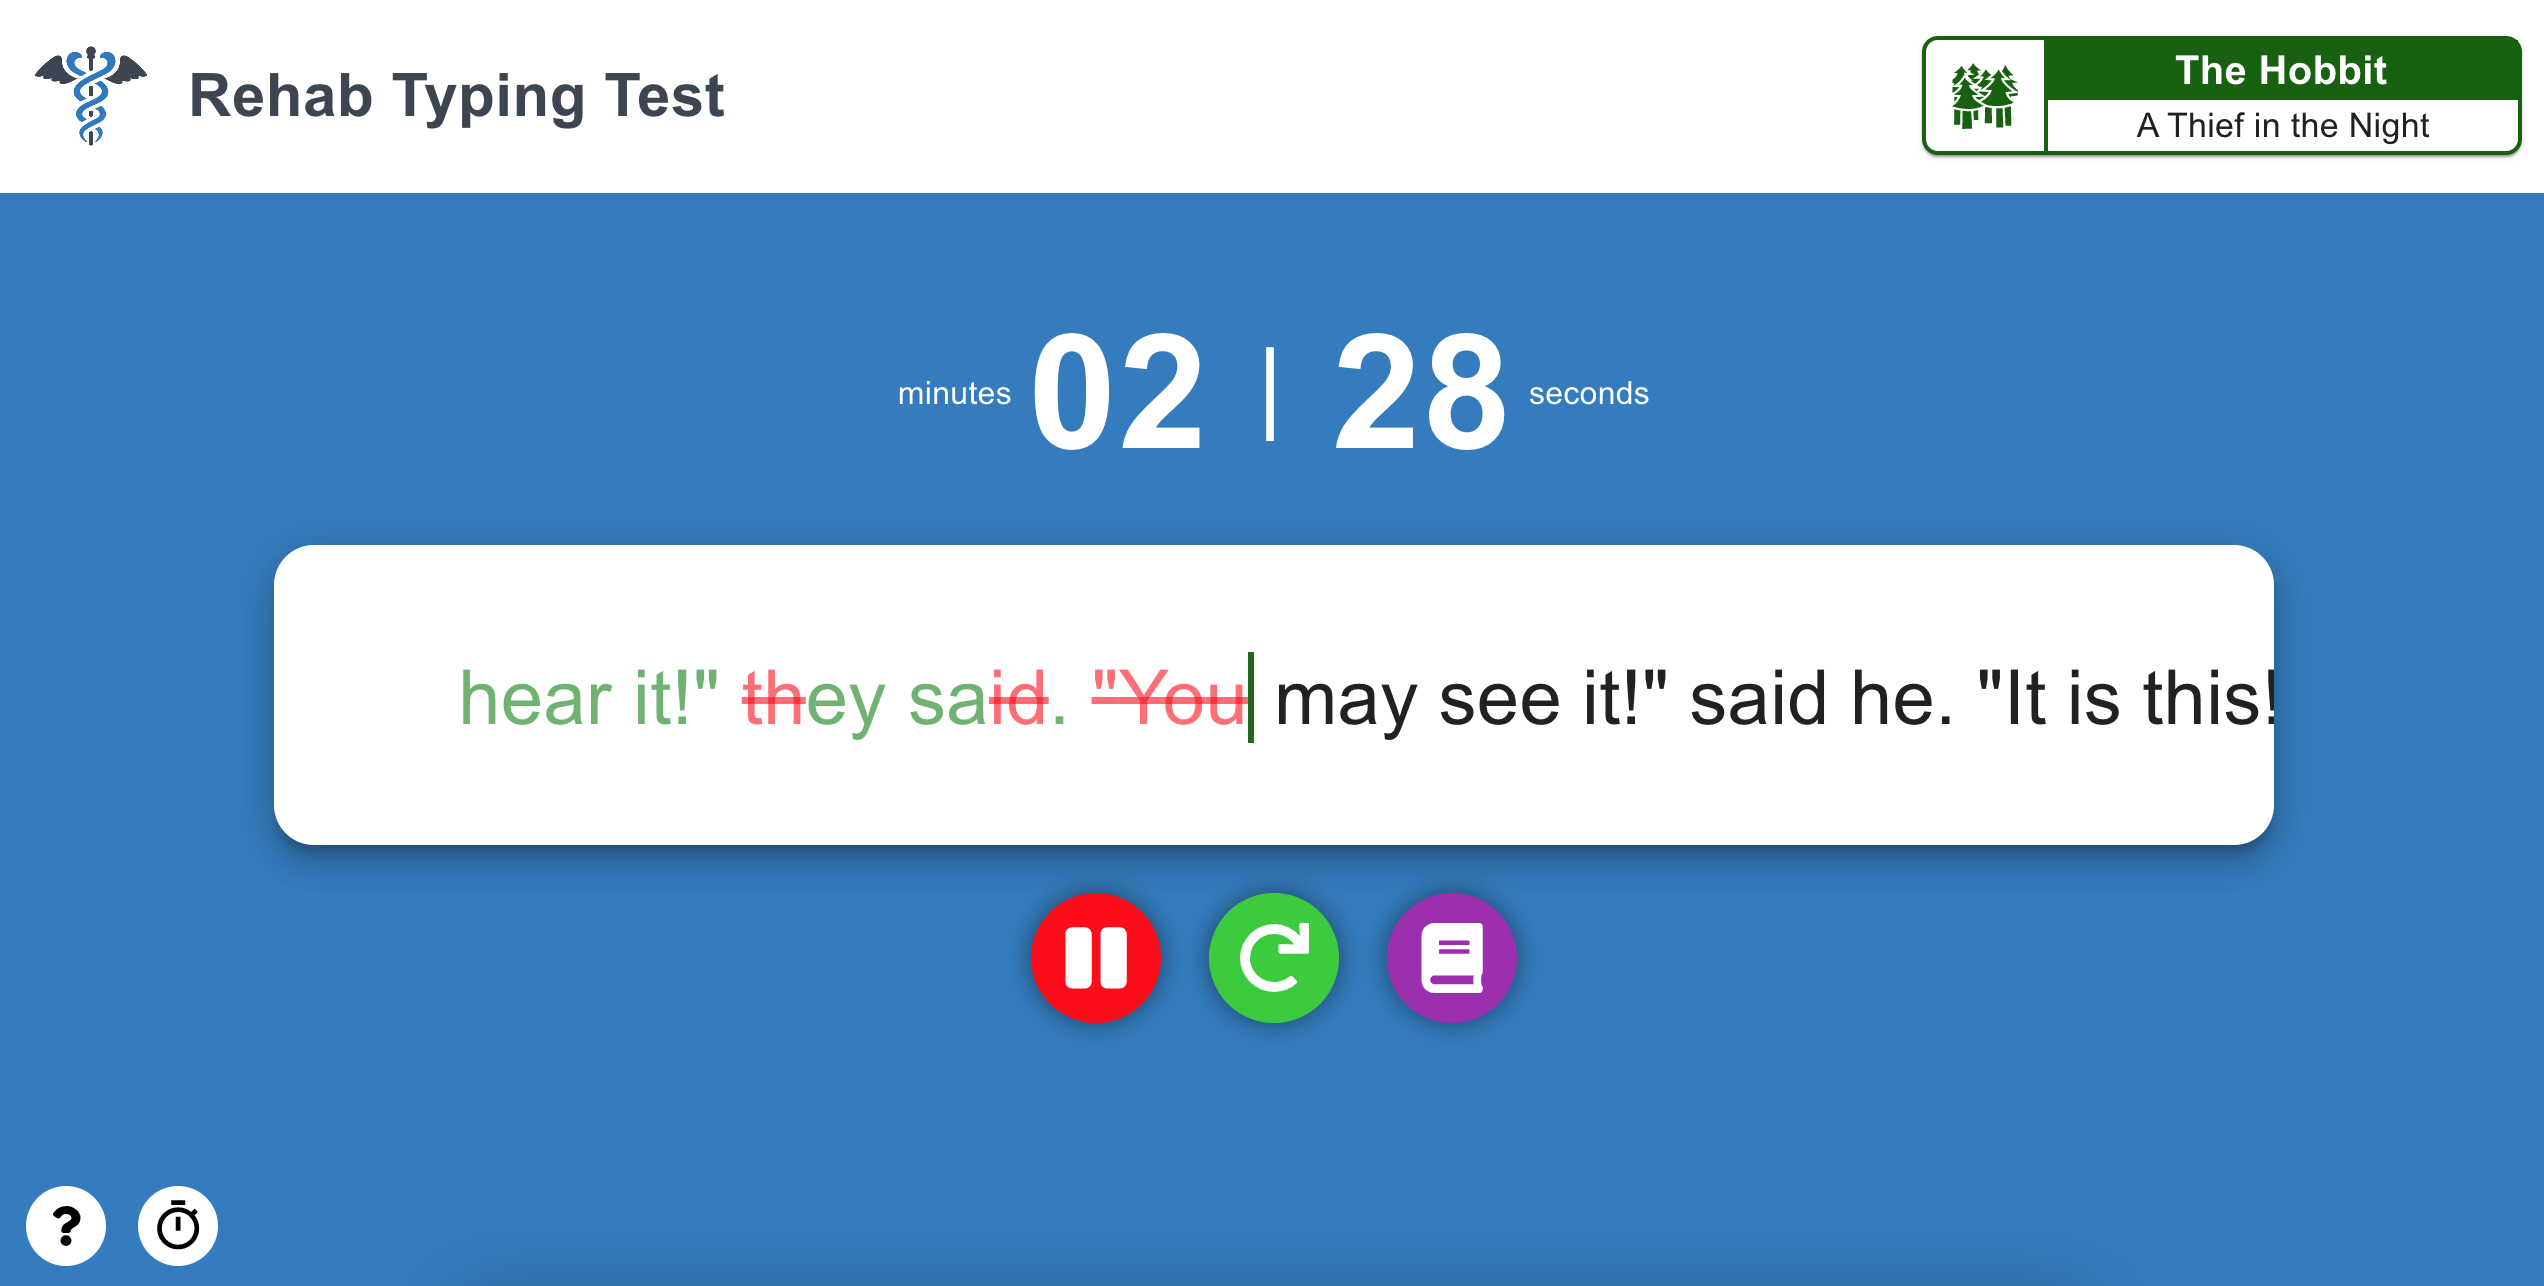 Rehab Typing Test
The Hobbit
A Thief in the Night
minutes 02 | 28 seconds
hear it!" they said. "You may see it!" said he. "It is this!
?